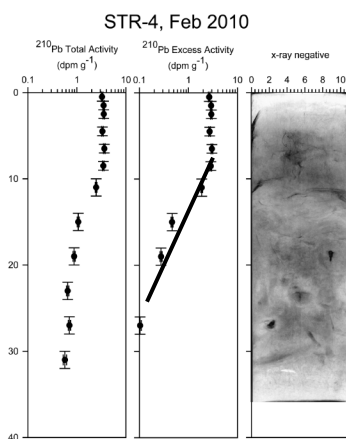 STR-4, Feb 2010
210Pb Total Activity
(dpm g-1)
210Pb Excess Activity
(dpm g-1)
x-ray negative
0.1 1 10
0.1 1 10
0 2 4 6 8 10
0
10
20
30
40